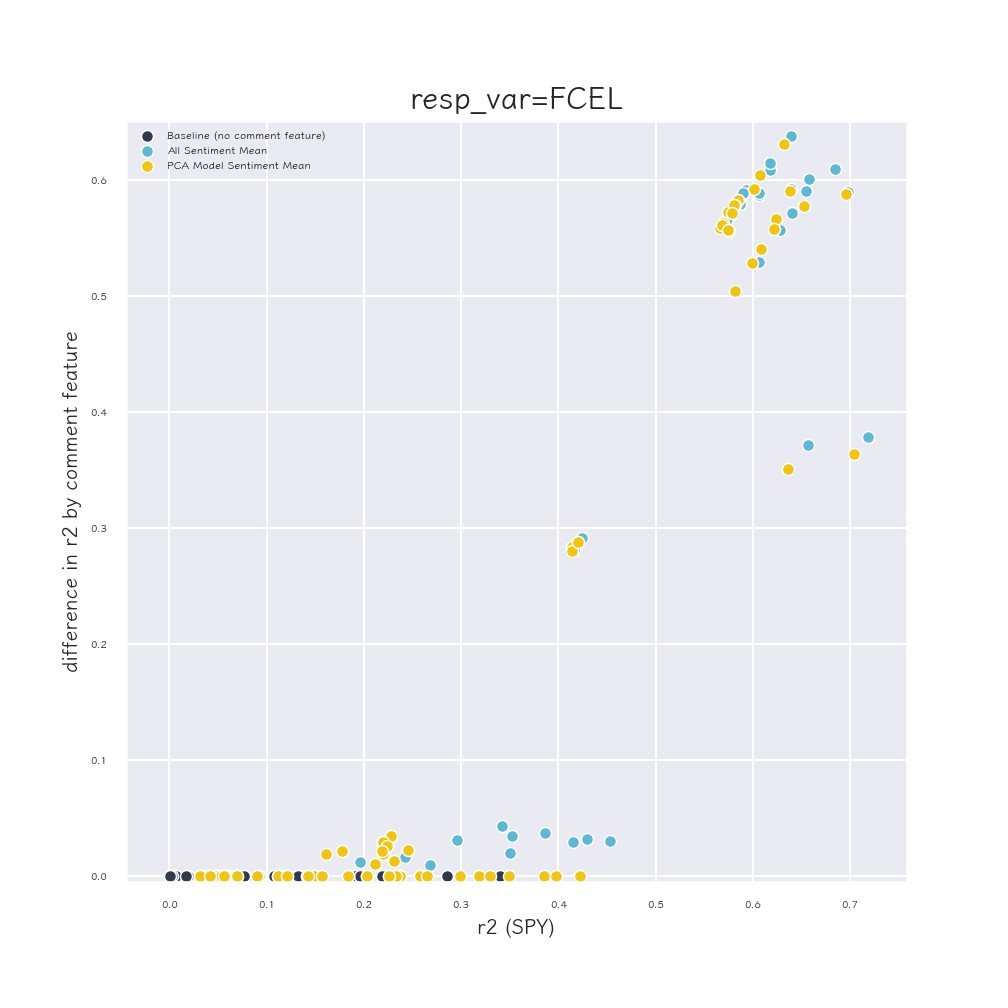 resp_var=FCEL
Baseline (no comment feature)
All Sentiment Mean
PCA Model Sentiment Mean
difference in r2 by comment feature
0.6
0.5
0.4
0.3
0.2
0.1
0.0
0.0 0.1 0.2 0.3 0.4 0.5 0.6 0.7
r2 (SPY)